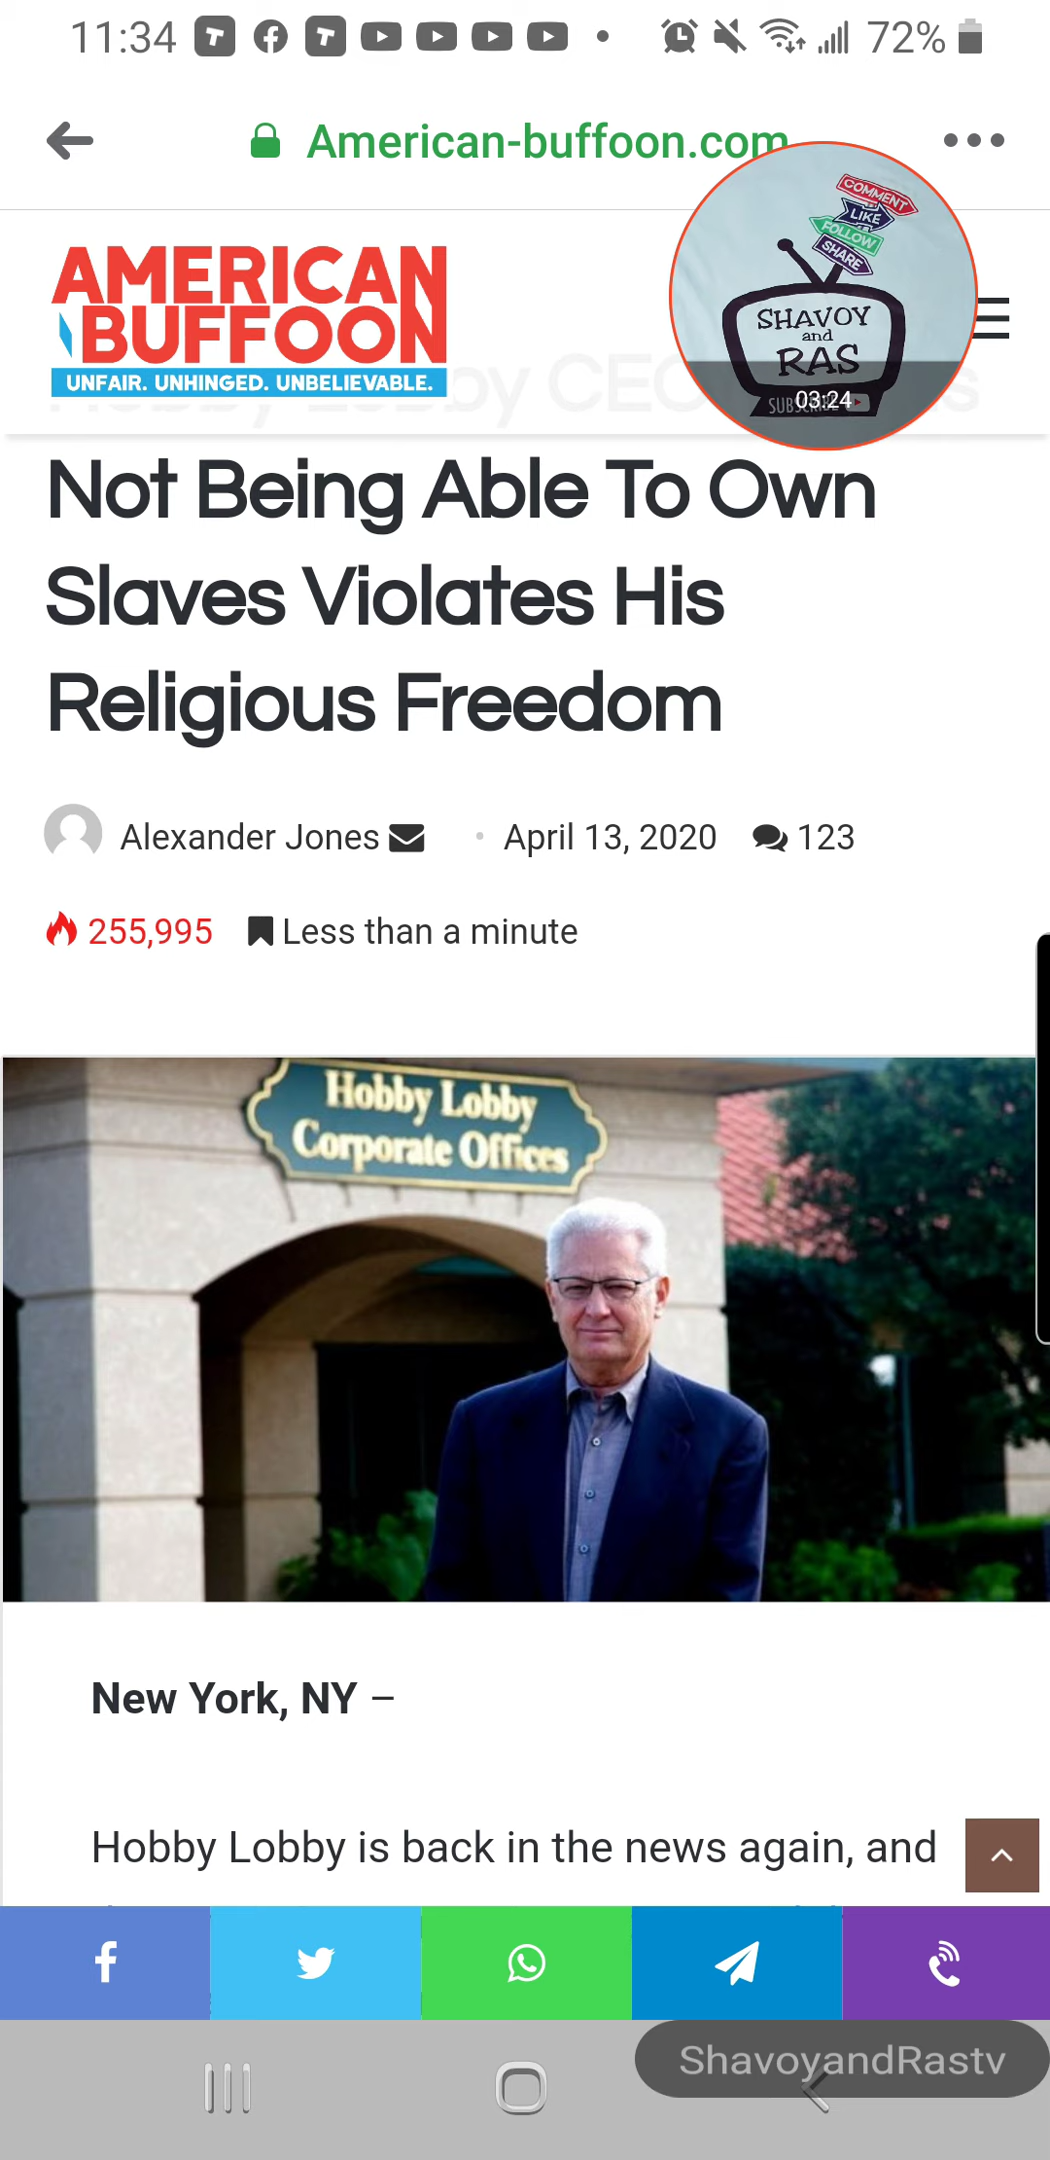 11:34
72%
American-buffoon.com
COMMENT
LIKE
FOLLOW
SHARE
SHAVOY
and
RAS
03:24
AMERICAN
BUFFOON
UNFAIR. UNHINGED. UNBELIEVABLE.
Hobby Lobby CEO
Not Being Able To Own
Slaves Violates His
Religious Freedom
Alexander Jones • April 13, 2020 123
255,995 Less than a minute
Hobby Lobby
Corporate Offices
New York, NY –
Hobby Lobby is back in the news again, and
ShavoyandRastv